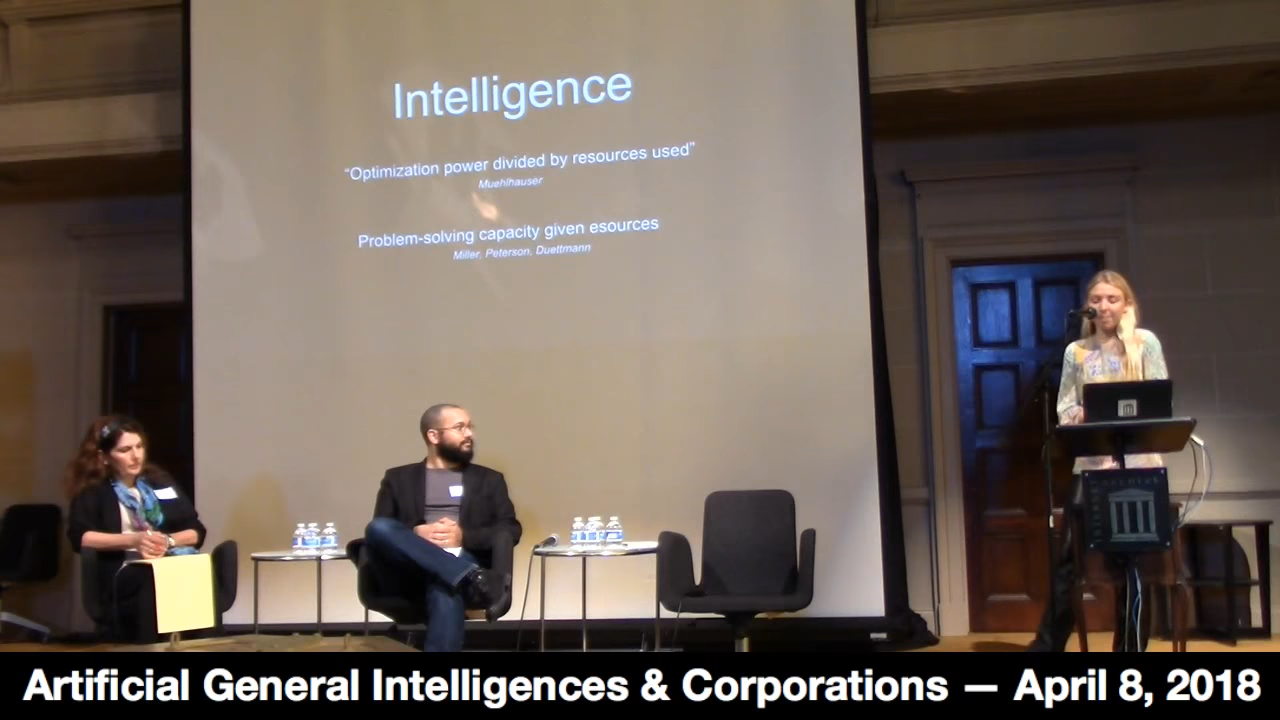 Intelligence
“Optimization power divided by resources used”
Muehlhauser
Problem-solving capacity given esources
Miller, Peterson, Duettmann
Artificial General Intelligences & Corporations — April 8, 2018